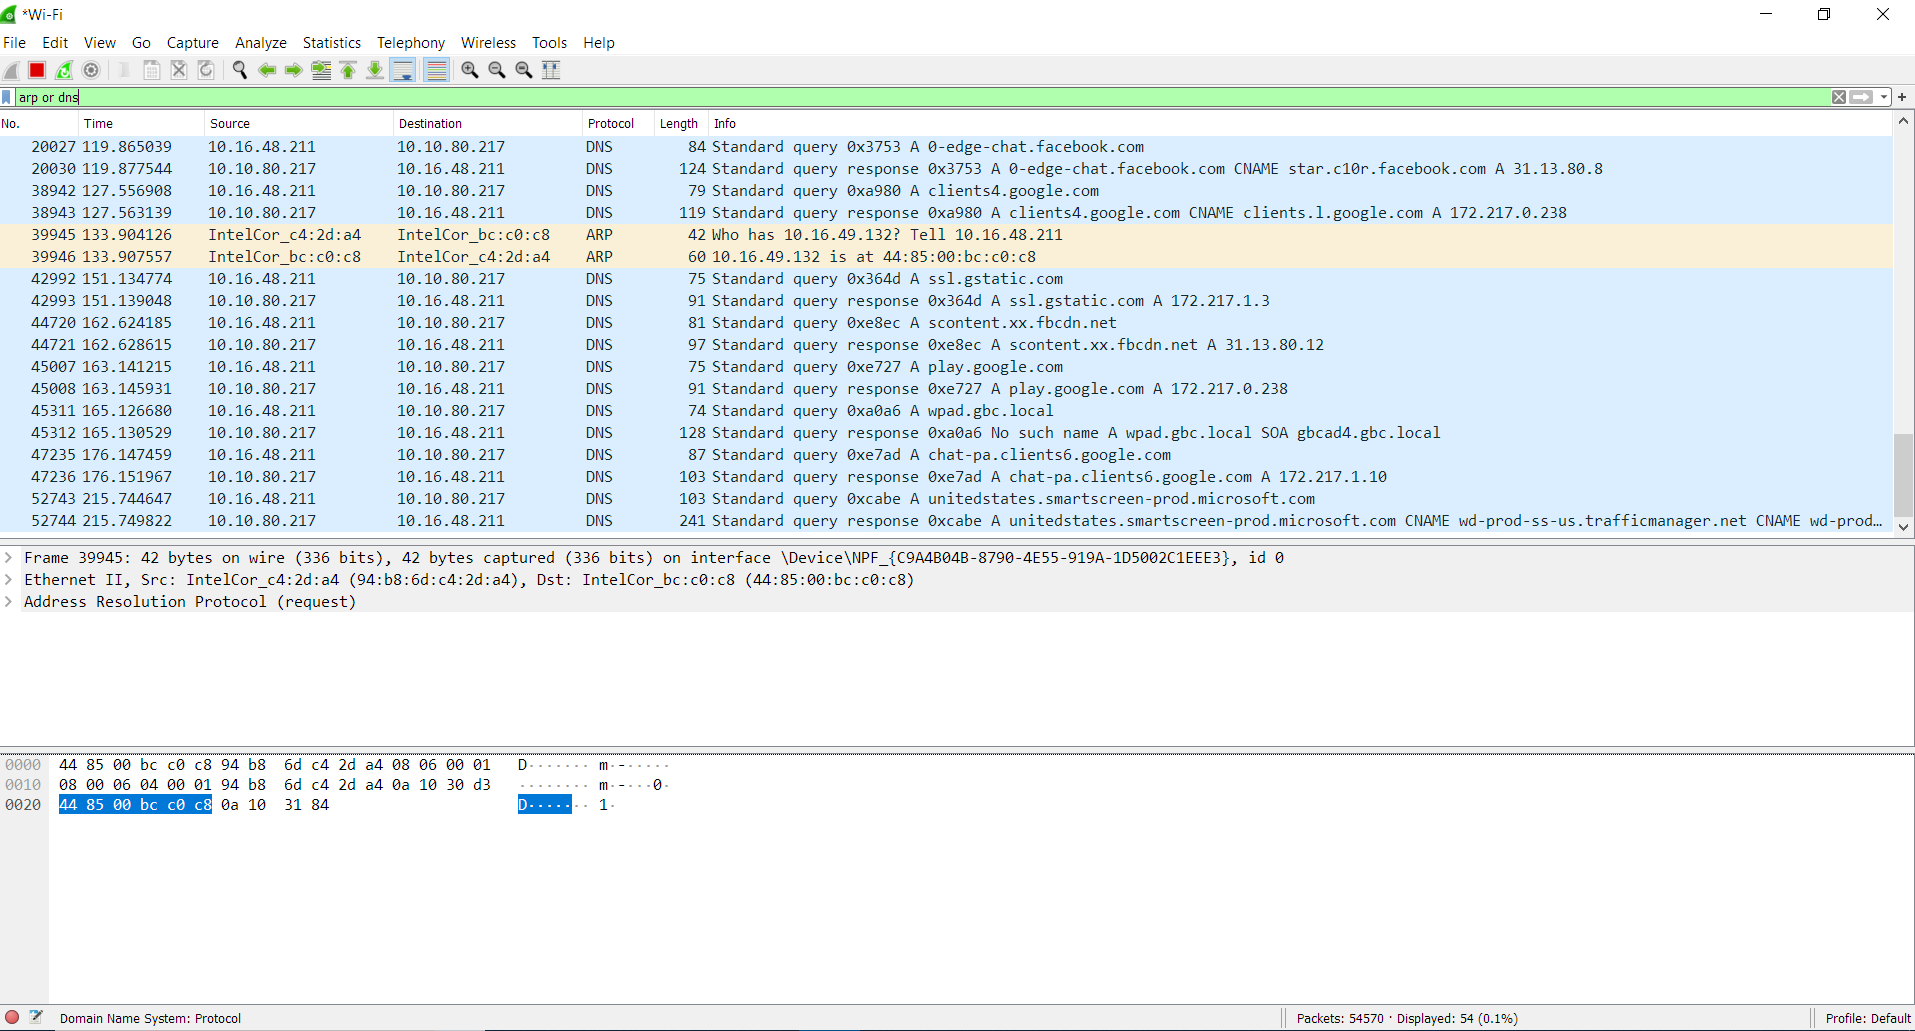 *Wi-Fi
File Edit View Go Capture Analyze Statistics Telephony Wireless Tools Help
arp or dns
No. Time Source Destination Protocol Length Info
20027 119.865039 10.16.48.211 10.10.80.217 DNS 84 Standard query 0x3753 A 0-edge-chat.facebook.com
20030 119.877544 10.10.80.217 10.16.48.211 DNS 124 Standard query response 0x3753 A 0-edge-chat.facebook.com CNAME star.c10r.facebook.com A 31.13.80.8
38942 127.556908 10.16.48.211 10.10.80.217 DNS 79 Standard query 0xa980 A clients4.google.com
38943 127.563139 10.10.80.217 10.16.48.211 DNS 119 Standard query response 0xa980 A clients4.google.com CNAME clients.l.google.com A 172.217.0.238
39945 133.904126 IntelCor_c4:2d:a4 IntelCor_bc:c0:c8 ARP 42 Who has 10.16.49.132? Tell 10.16.48.211
39946 133.907557 IntelCor_bc:c0:c8 IntelCor_c4:2d:a4 ARP 60 10.16.49.132 is at 44:85:00:bc:c0:c8
42992 151.134774 10.16.48.211 10.10.80.217 DNS 75 Standard query 0x364d A ssl.gstatic.com
42993 151.139048 10.10.80.217 10.16.48.211 DNS 91 Standard query response 0x364d A ssl.gstatic.com A 172.217.1.3
44720 162.624185 10.16.48.211 10.10.80.217 DNS 81 Standard query 0xe8ec A scontent.xx.fbcdn.net
44721 162.628615 10.10.80.217 10.16.48.211 DNS 97 Standard query response 0xe8ec A scontent.xx.fbcdn.net A 31.13.80.12
45007 163.141215 10.16.48.211 10.10.80.217 DNS 75 Standard query 0xe727 A play.google.com
45008 163.145931 10.10.80.217 10.16.48.211 DNS 91 Standard query response 0xe727 A play.google.com A 172.217.0.238
45311 165.126680 10.16.48.211 10.10.80.217 DNS 74 Standard query 0xa0a6 A wpad.gbc.local
45312 165.130529 10.10.80.217 10.16.48.211 DNS 128 Standard query response 0xa0a6 No such name A wpad.gbc.local SOA gbcad4.gbc.local
47235 176.147459 10.16.48.211 10.10.80.217 DNS 87 Standard query 0xe7ad A chat-pa.clients6.google.com
47236 176.151967 10.10.80.217 10.16.48.211 DNS 103 Standard query response 0xe7ad A chat-pa.clients6.google.com A 172.217.1.10
52743 215.744647 10.16.48.211 10.10.80.217 DNS 103 Standard query 0xcabe A unitedstates.smartscreen-prod.microsoft.com
52744 215.749822 10.10.80.217 10.16.48.211 DNS 241 Standard query response 0xcabe A unitedstates.smartscreen-prod.microsoft.com CNAME wd-prod-ss-us.trafficmanager.net CNAME wd-prod…
Frame 39945: 42 bytes on wire (336 bits), 42 bytes captured (336 bits) on interface \Device\NPF_{C9A4B04B-8790-4E55-919A-1D5002C1EEE3}, id 0
Ethernet II, Src: IntelCor_c4:2d:a4 (94:b8:6d:c4:2d:a4), Dst: IntelCor_bc:c0:c8 (44:85:00:bc:c0:c8)
Address Resolution Protocol (request)
0000 44 85 00 bc c0 c8 94 b8 6d c4 2d a4 08 06 00 01 D······· m·-·····
0010 08 00 06 04 00 01 94 b8 6d c4 2d a4 0a 10 30 d3 ········ m·-···0·
0020 44 85 00 bc c0 c8 0a 10 31 84 D······· 1·
Domain Name System: Protocol
Packets: 54570 · Displayed: 54 (0.1%)
Profile: Default